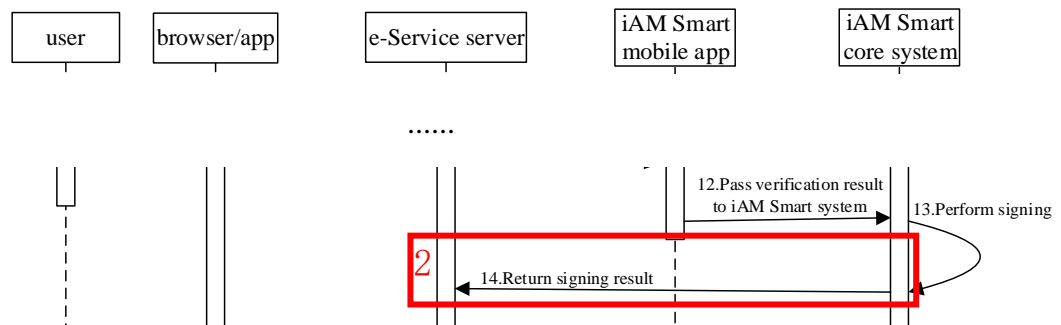 user
browser/app
e-Service server
iAM Smart
mobile app
iAM Smart
core system
......
12.Pass verification result
to iAM Smart system
13.Perform signing
2
14.Return signing result